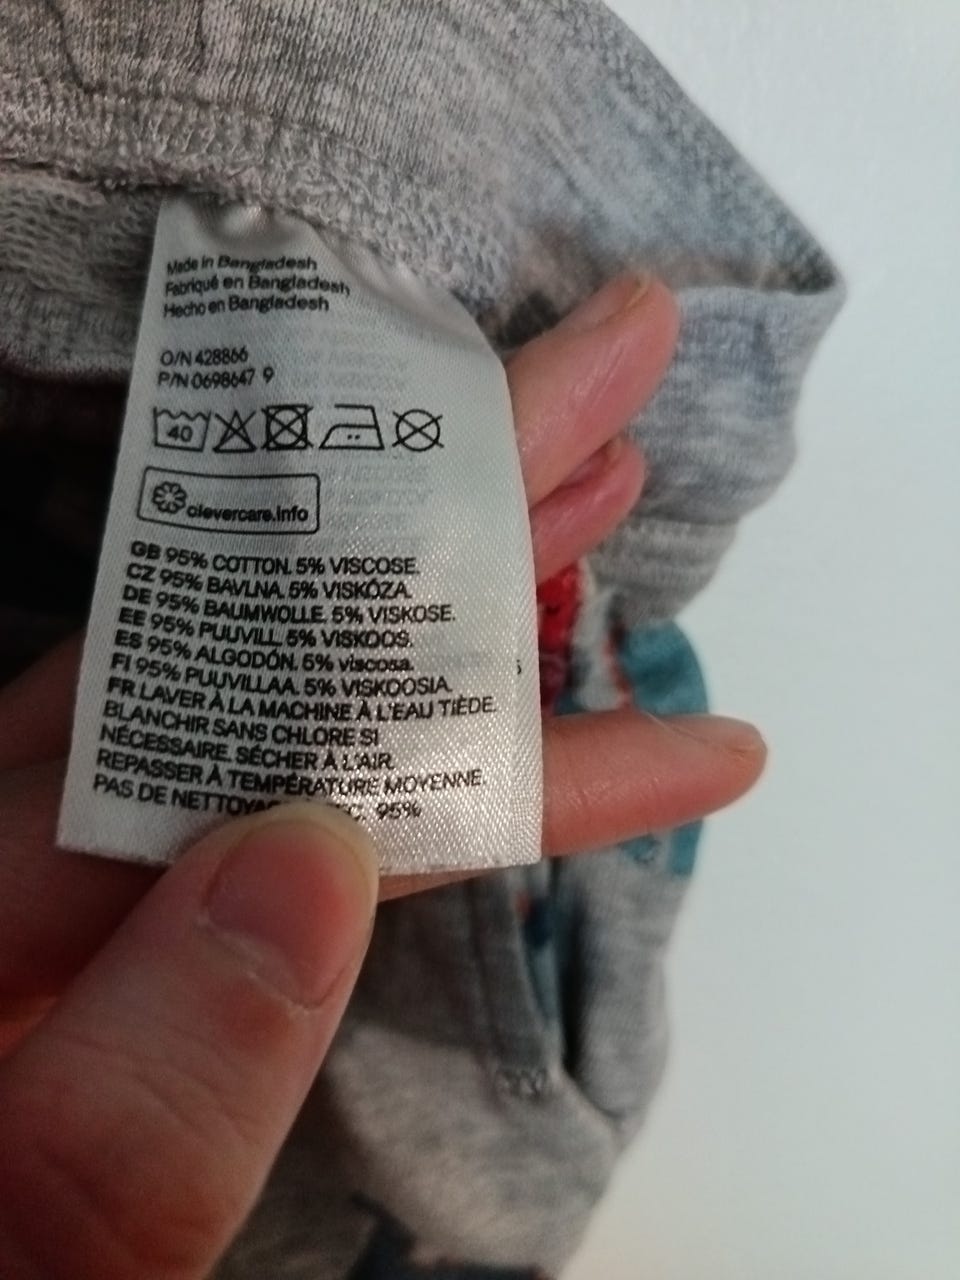 Made in Bangladesh
Fabriqué en Bangladesh
Hecho en Bangladesh
O/N 428866
P/N 0698647 9
40
clevercare.info
GB 95% COTTON. 5% VISCOSE.
CZ 95% BAVLNA. 5% VISKÓZA.
DE 95% BAUMWOLLE. 5% VISKOSE.
EE 95% PUUVILL. 5% VISKOOS.
ES 95% ALGODÓN. 5% viscosa.
FI 95% PUUVILLAA. 5% VISKOOSIA.
FR LAVER À LA MACHINE À L'EAU TIÈDE.
BLANCHIR SANS CHLORE SI
NÉCESSAIRE. SÉCHER À L'AIR.
REPASSER À TEMPÉRATURE MOYENNE.
PAS DE 95%